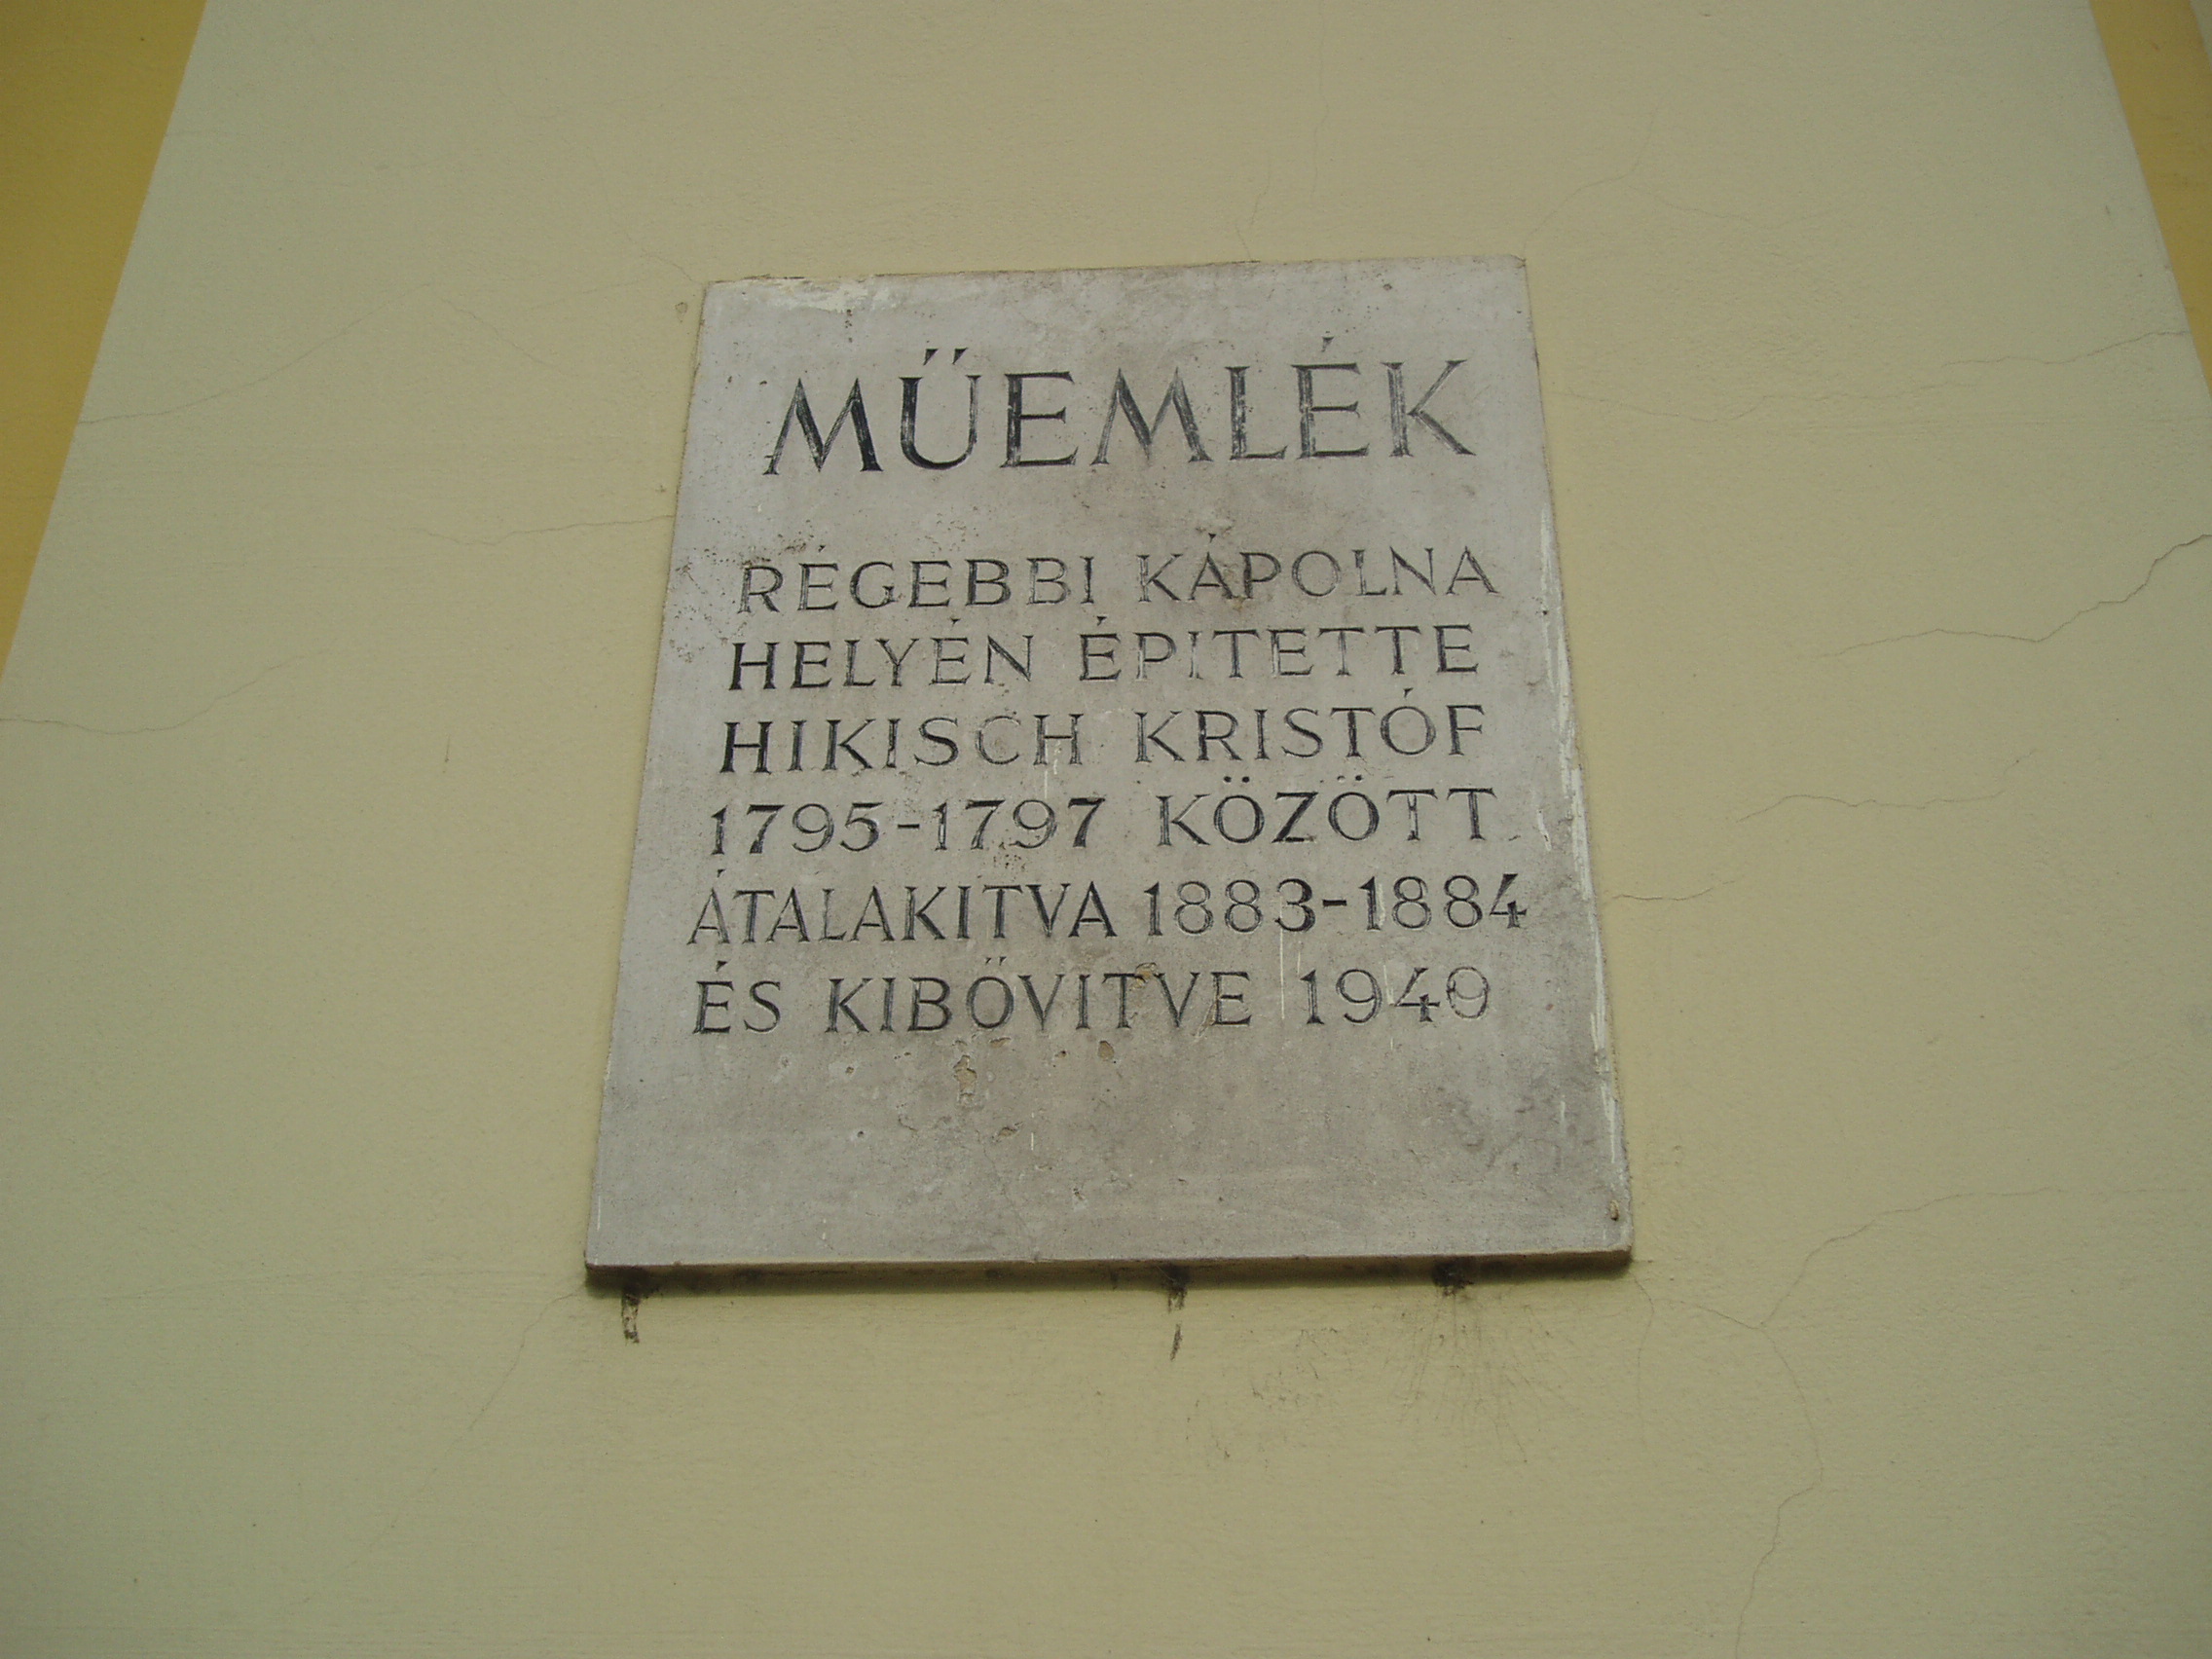 MŰEMLÉK
RÉGEBBI KÁPOLNA
HELYÉN ÉPITETTE
HIKISCH KRISTÓF
1795-1797 KÖZÖTT
ÁTALAKITVA 1883-1884
ÉS KIBŐVITVE 1940